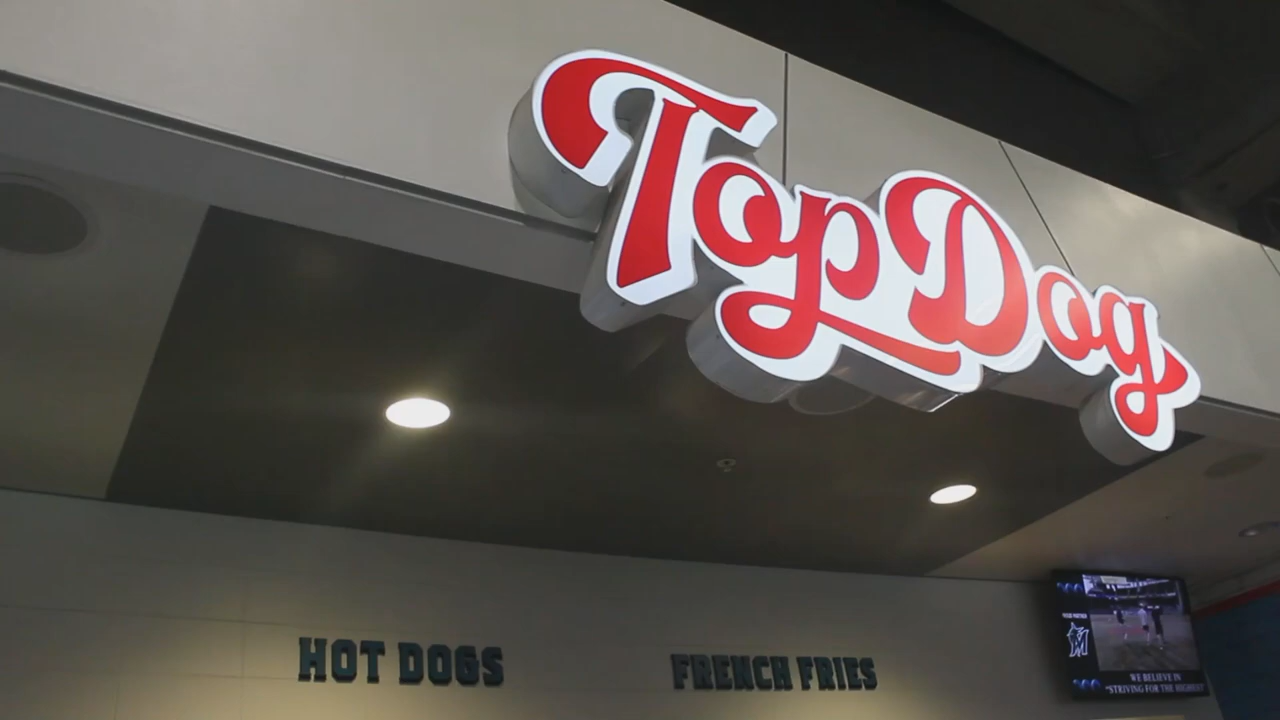 Top Dog
HOT DOGS
FRENCH FRIES
WE BELIEVE IN
"STRIVING FOR THE HIGHEST